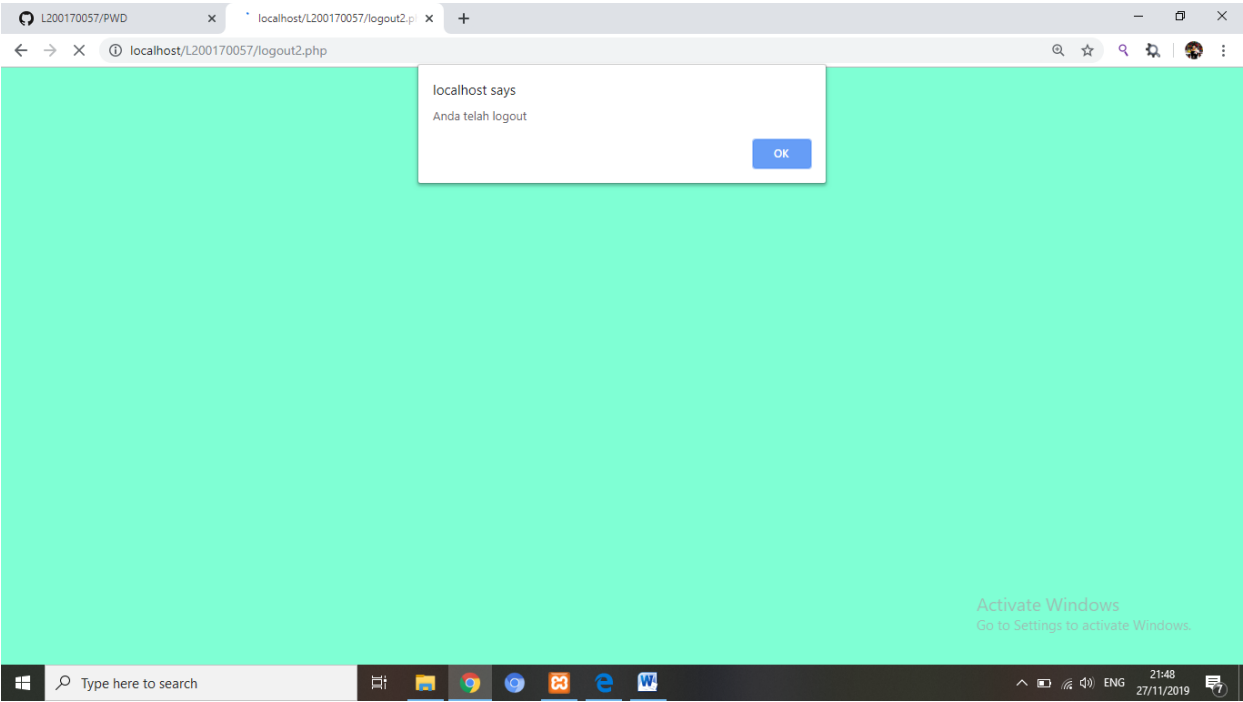 L200170057/PWD
localhost/L200170057/logout2.p
localhost/L200170057/logout2.php
localhost says
Anda telah logout
OK
Activate Windows
Go to Settings to activate Windows.
Type here to search
ENG
21:48
27/11/2019
7